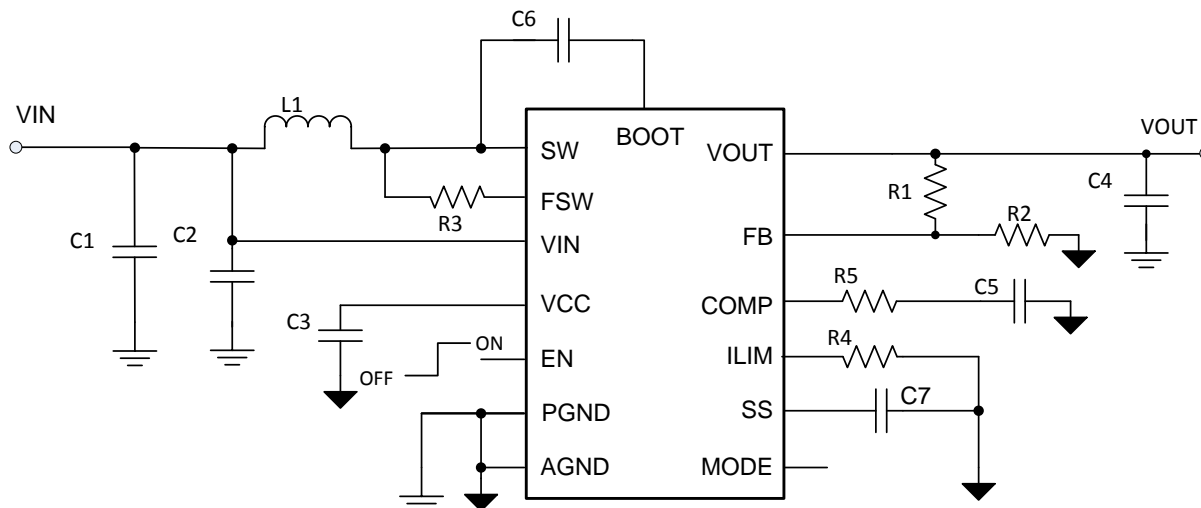 C6
VIN
L1
BOOT
SW
VOUT
VOUT
FSW
R1
C4
R3
R2
C1
C2
VIN
FB
VCC
R5
C5
C3
COMP
ON
R4
EN
ILIM
OFF
C7
PGND
SS
AGND
MODE